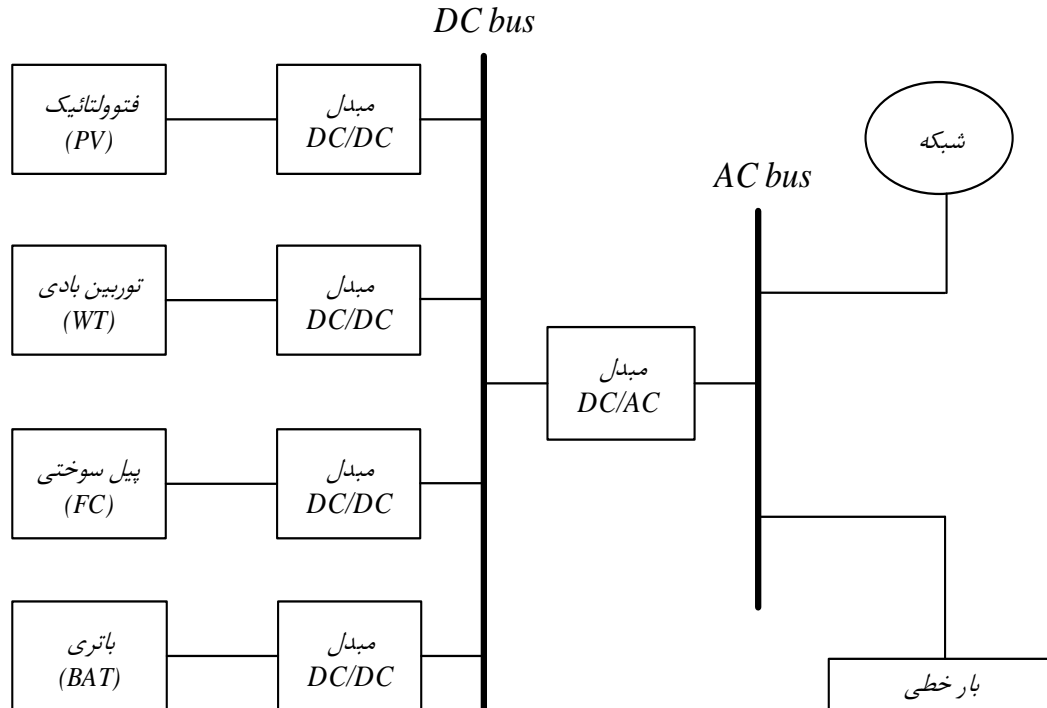 DC bus
فتوولتائیک
(PV)
مبدل
DC/DC
شبکه
AC bus
توربین بادی
(WT)
مبدل
DC/DC
مبدل
DC/AC
پیل سوختی
(FC)
مبدل
DC/DC
باتری
(BAT)
مبدل
DC/DC
بار خطی